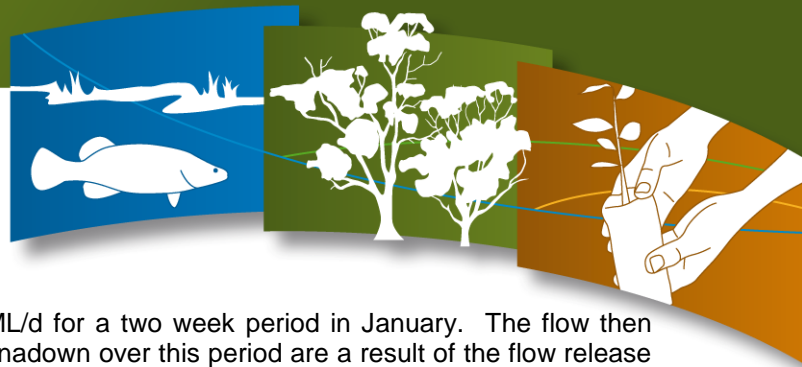 ML/d for a two week period in January. The flow then
nadown over this period are a result of the flow release